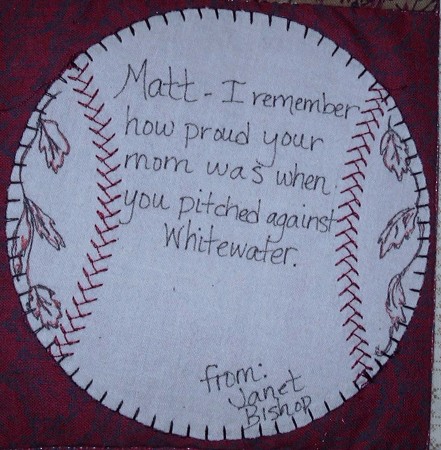 Matt - I remember
how proud your
mom was when
you pitched against
Whitewater.
from:
Janet
Bishop